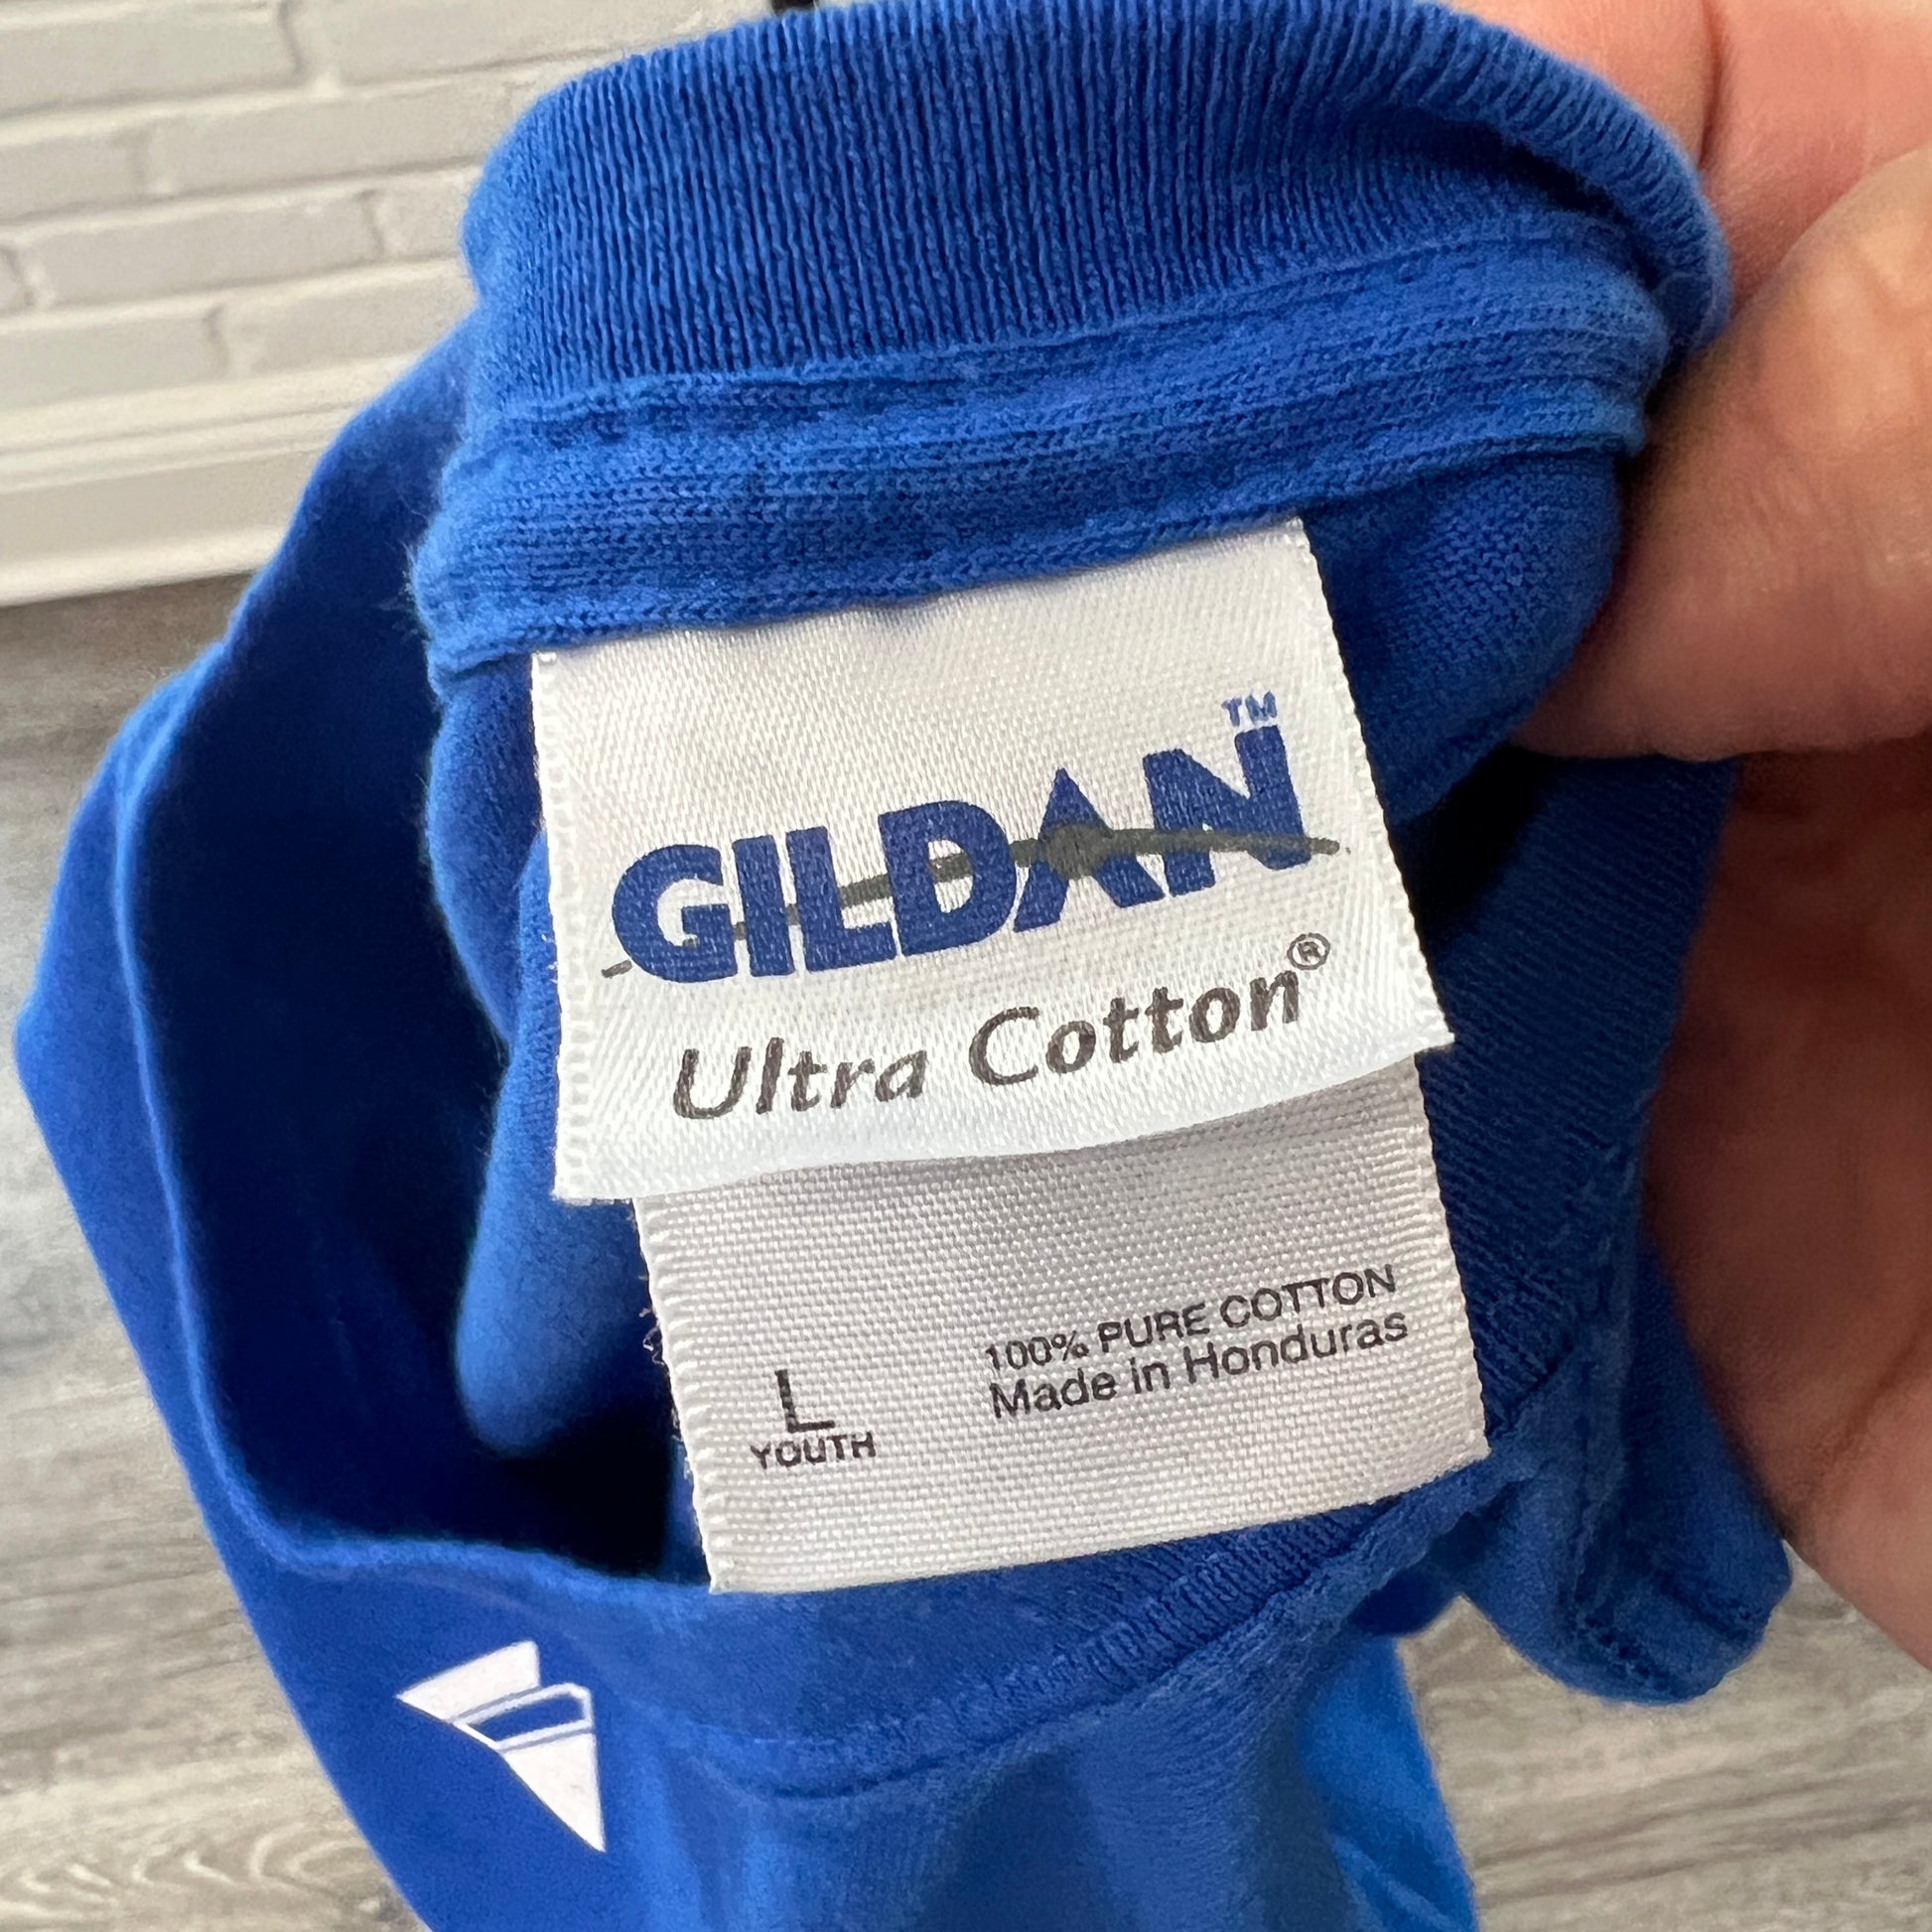 GILDAN™
Ultra Cotton®
100% PURE COTTON
Made in Honduras
L
YOUTH